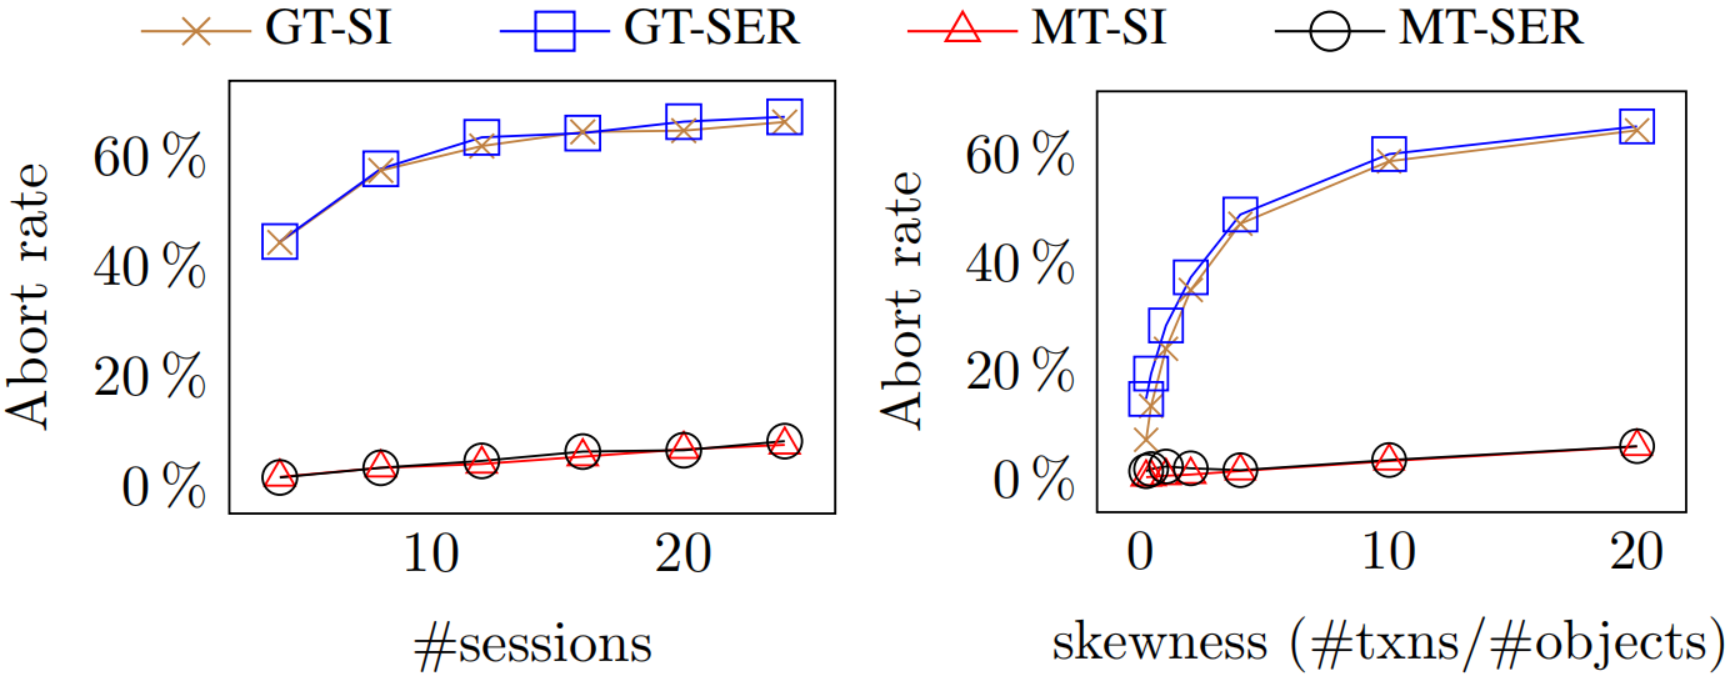 GT-SI GT-SER MT-SI MT-SER
Abort rate
60 %
40 %
20 %
0 %
10 20
#sessions
Abort rate
60 %
40 %
20 %
0 %
0 10 20
skewness (#txns/#objects)